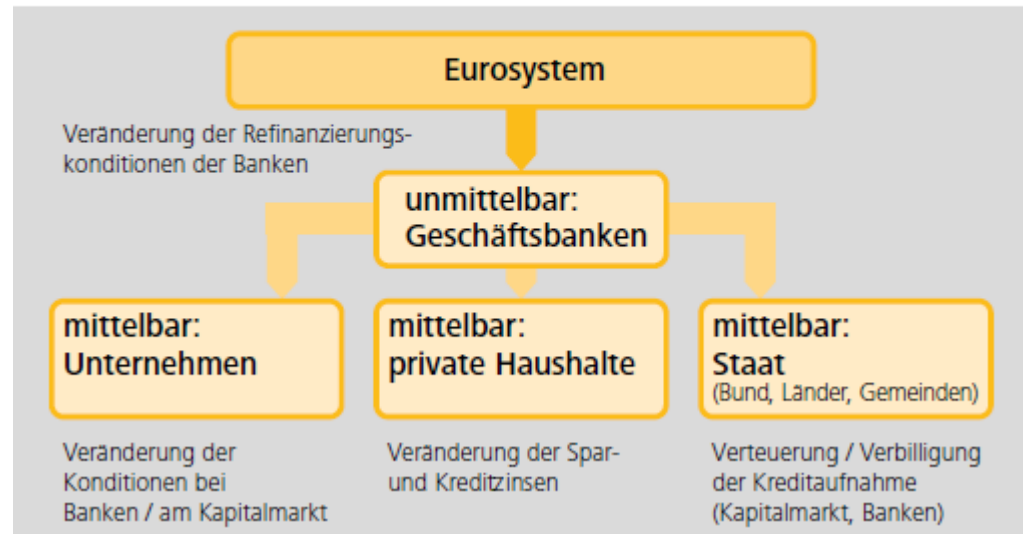 Eurosystem
Veränderung der Refinanzierungs-
konditionen der Banken
unmittelbar:
Geschäftsbanken
mittelbar:
Unternehmen
mittelbar:
private Haushalte
mittelbar:
Staat
(Bund, Länder, Gemeinden)
Veränderung der
Konditionen bei
Banken / am Kapitalmarkt
Veränderung der Spar-
und Kreditzinsen
Verteuerung / Verbilligung
der Kreditaufnahme
(Kapitalmarkt, Banken)